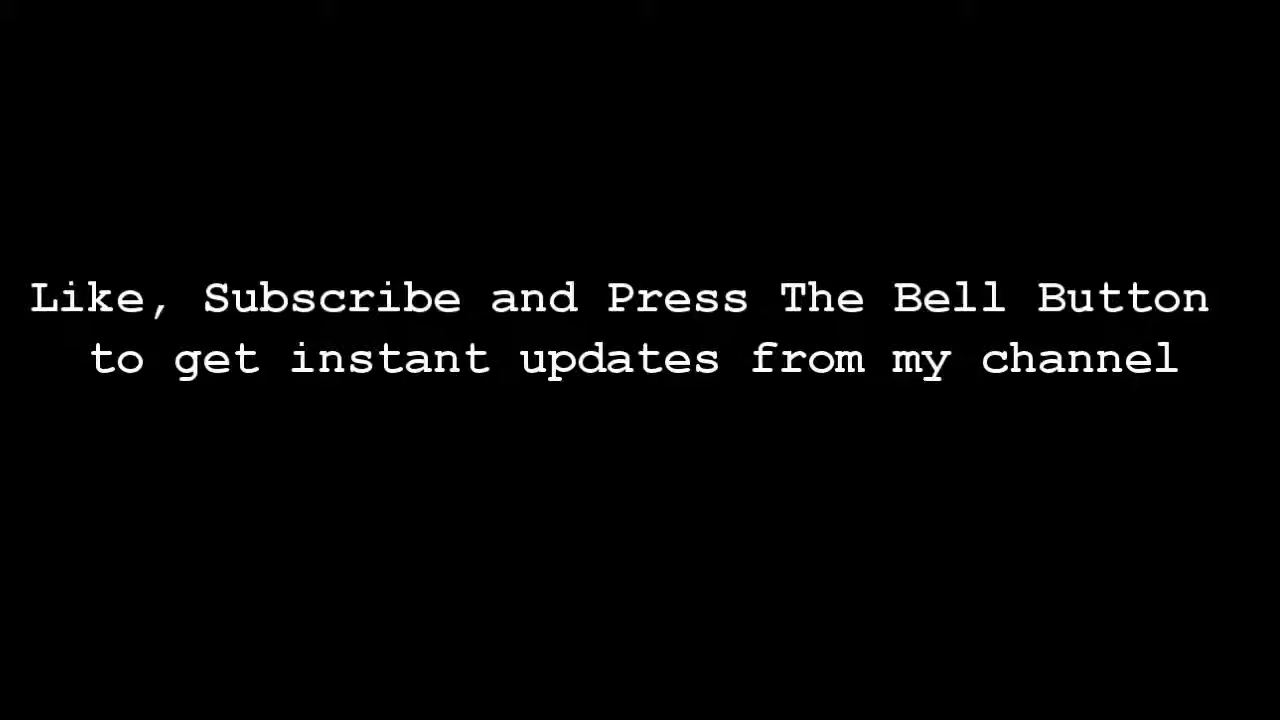 Like, Subscribe and Press The Bell Button
to get instant updates from my channel